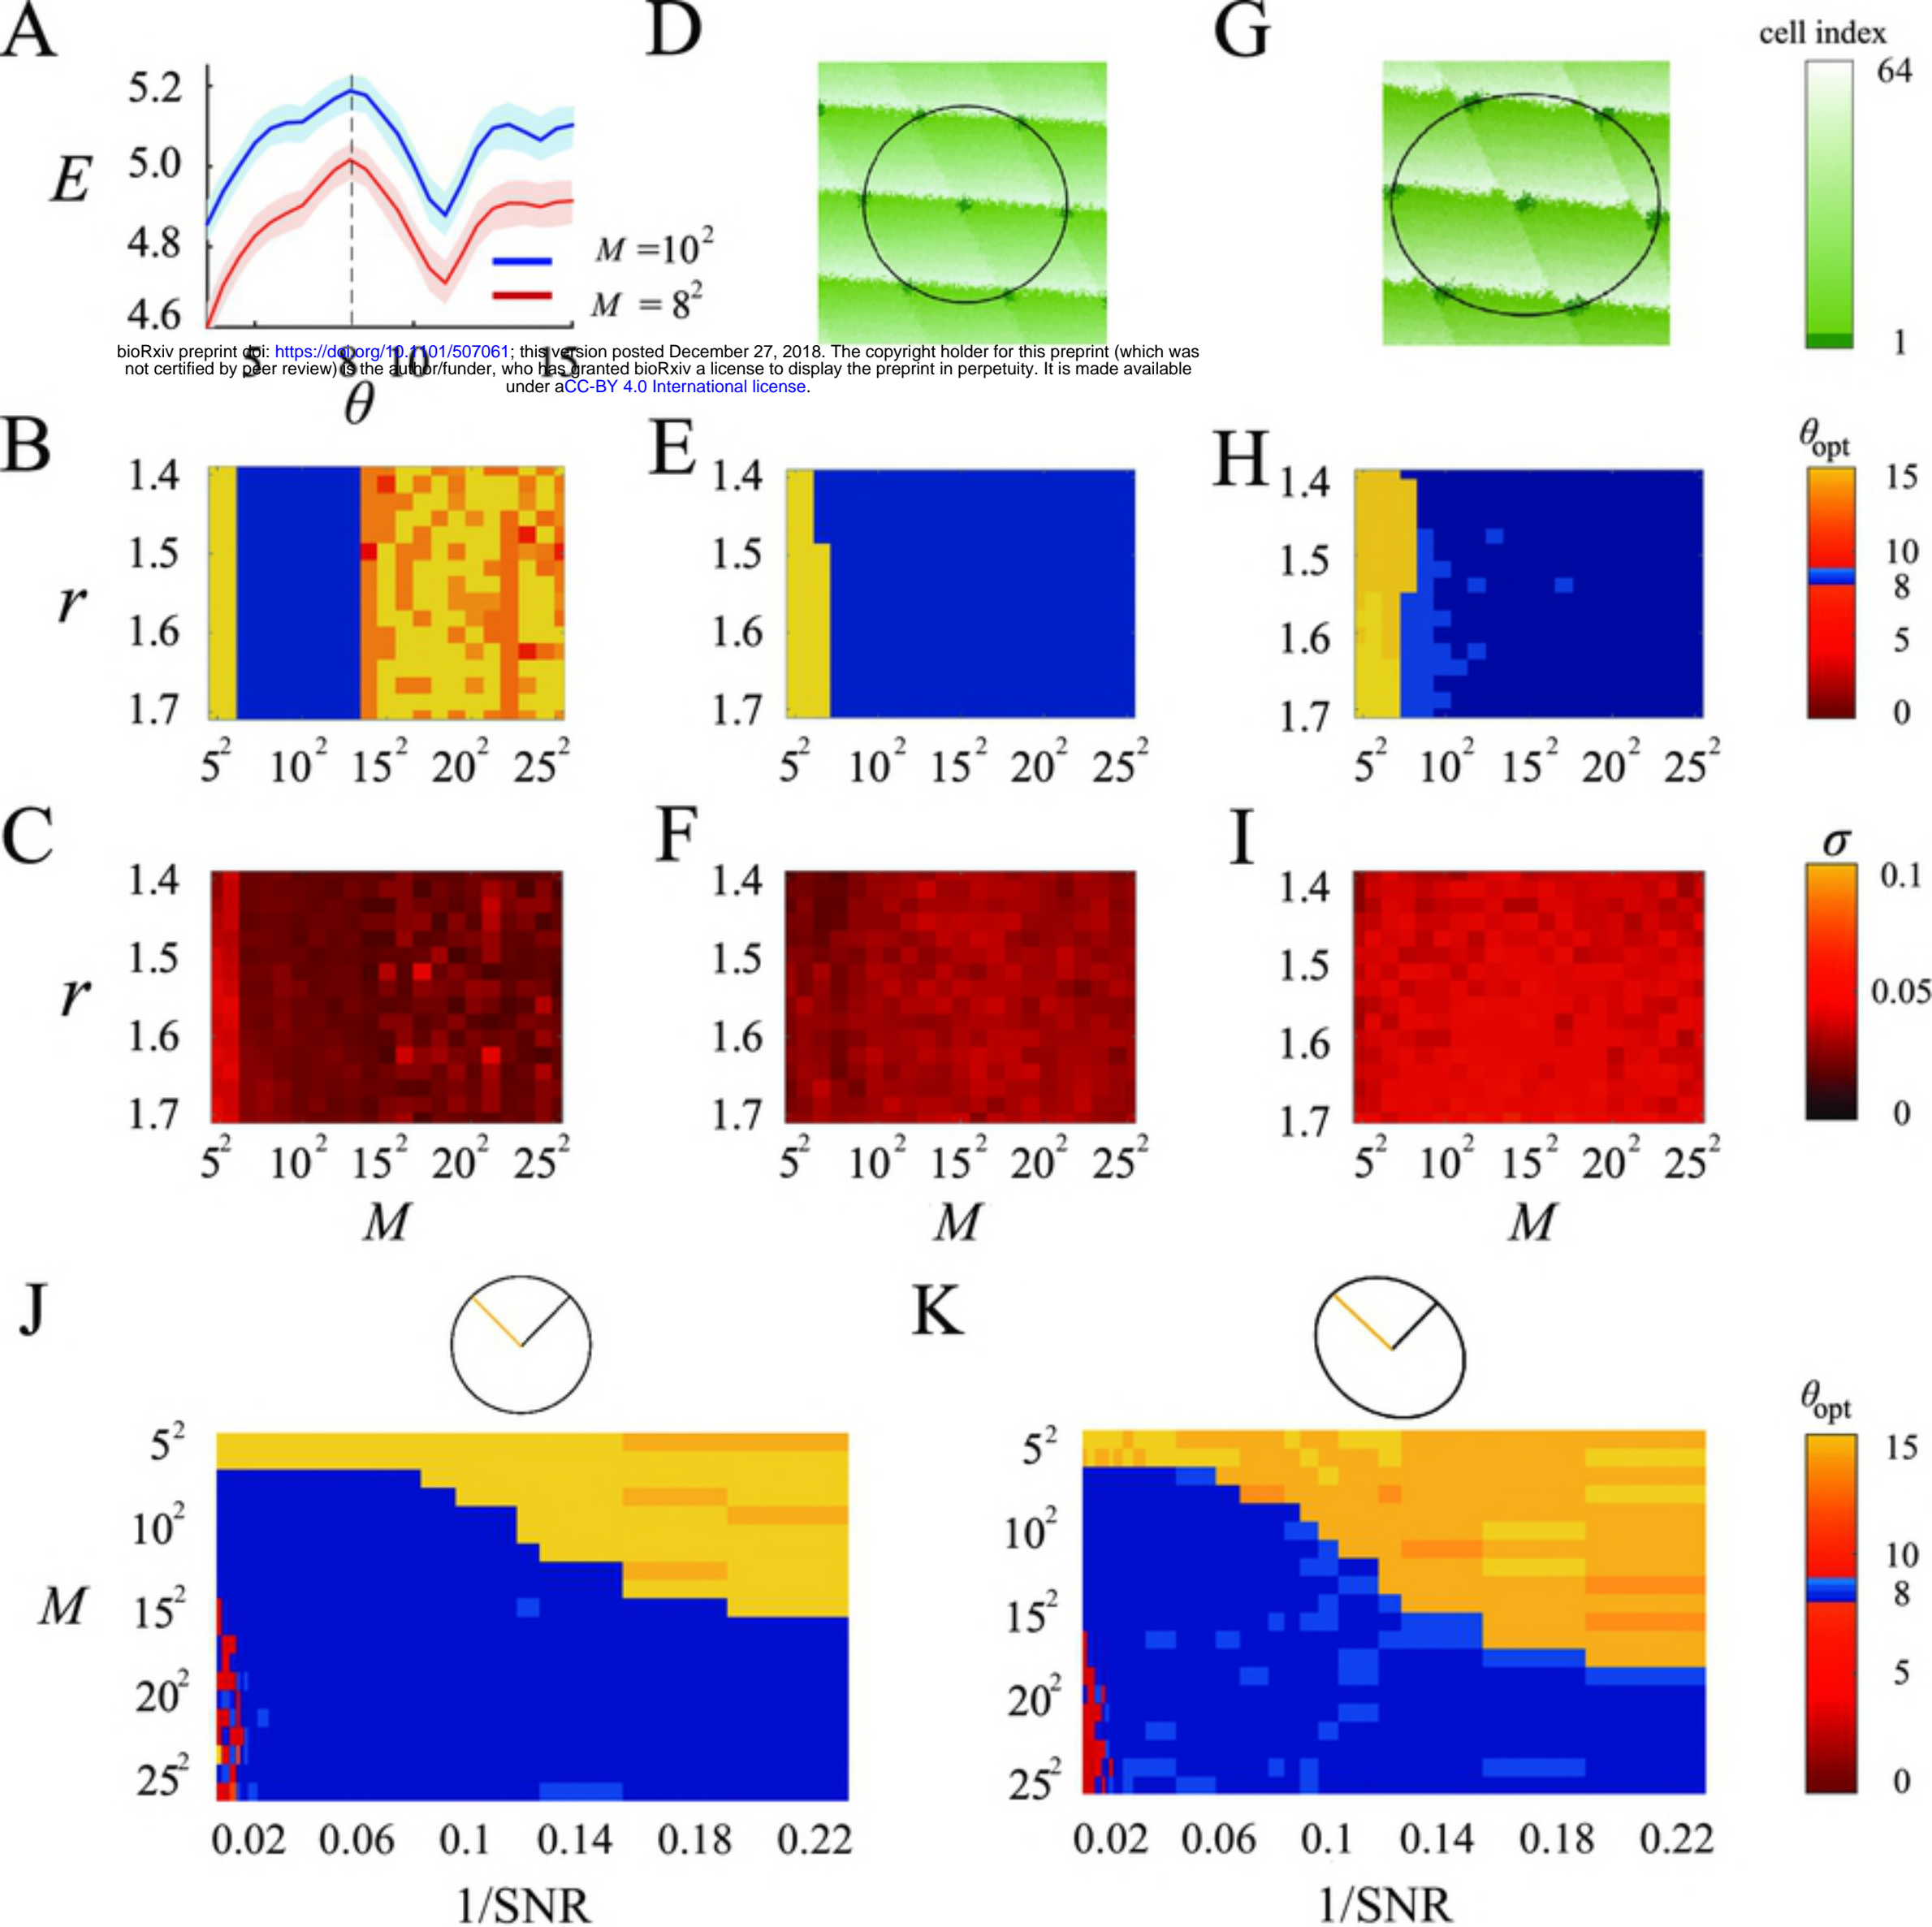 A
D
G
cell index
64
1
5.2
5.0
4.8
4.6
E
M =10²
M = 8²
bioRxiv preprint doi: https://doi.org/10.1101/507061; this version posted December 27, 2018. The copyright holder for this preprint (which was
not certified by peer review) is the author/funder, who has granted bioRxiv a license to display the preprint in perpetuity. It is made available
under aCC-BY 4.0 International license.
5 8 10 15
θ
B
1.4
1.5
1.6
1.7
r
5² 10² 15² 20² 25²
E
1.4
1.5
1.6
1.7
5² 10² 15² 20² 25²
H
1.4
1.5
1.6
1.7
5² 10² 15² 20² 25²
θopt
15
10
8
5
0
C
1.4
1.5
1.6
1.7
r
5² 10² 15² 20² 25²
M
F
1.4
1.5
1.6
1.7
5² 10² 15² 20² 25²
M
I
1.4
1.5
1.6
1.7
5² 10² 15² 20² 25²
M
σ
0.1
0.05
0
J
5²
10²
15²
20²
25²
M
0.02 0.06 0.1 0.14 0.18 0.22
1/SNR
K
5²
10²
15²
20²
25²
0.02 0.06 0.1 0.14 0.18 0.22
1/SNR
θopt
15
10
8
5
0